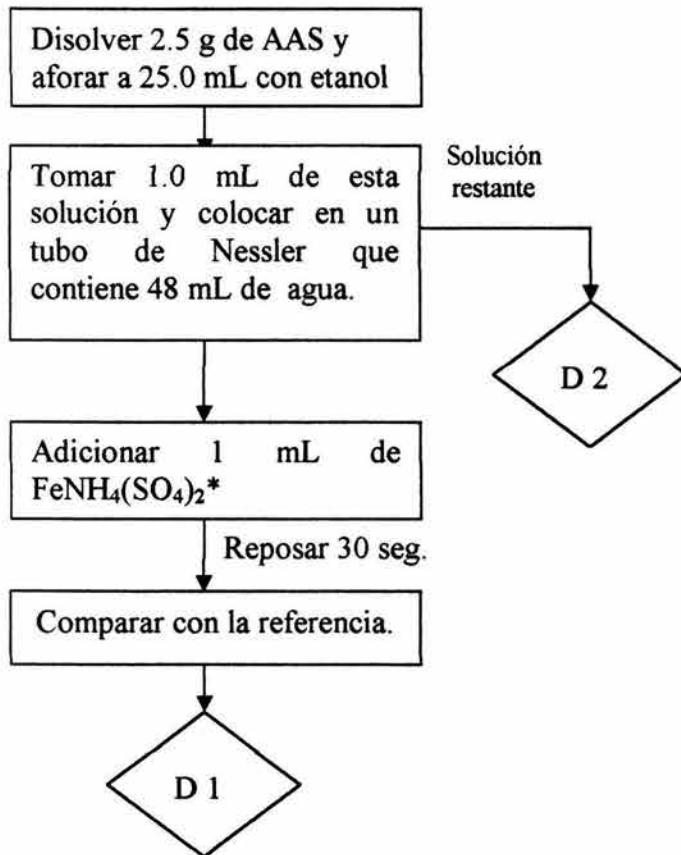 Disolver 2.5 g de AAS y
aforar a 25.0 mL con etanol
Solución
restante
Tomar 1.0 mL de esta
solución y colocar en un
tubo de Nessler que
contiene 48 mL de agua.
D 2
Adicionar 1 mL de
FeNH₄(SO₄)₂*
Reposar 30 seg.
Comparar con la referencia.
D 1